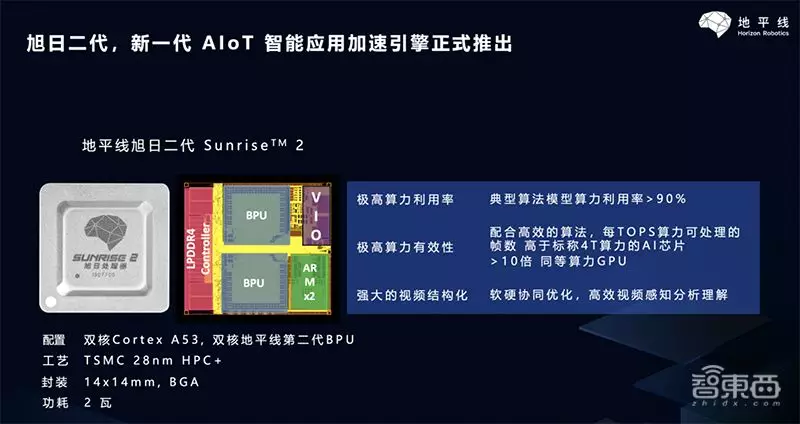 地平线
Horizon Robotics
旭日二代，新一代 AIoT 智能应用加速引擎正式推出
地平线旭日二代 Sunrise™ 2
SUNRISE 2
旭日处理器
LPDDR4
Controller
BPU
BPU
VIO
AR
M
x2
极高算力利用率 典型算法模型算力利用率>90%
极高算力有效性 配合高效的算法，每TOPS算力可处理的
帧数 高于标称4T算力的AI芯片
>10倍 同等算力GPU
强大的视频结构化 软硬协同优化，高效视频感知分析理解
配置 双核Cortex A53，双核地平线第二代BPU
工艺 TSMC 28nm HPC+
封装 14x14mm, BGA
功耗 2 瓦
智東西
zhidx.com